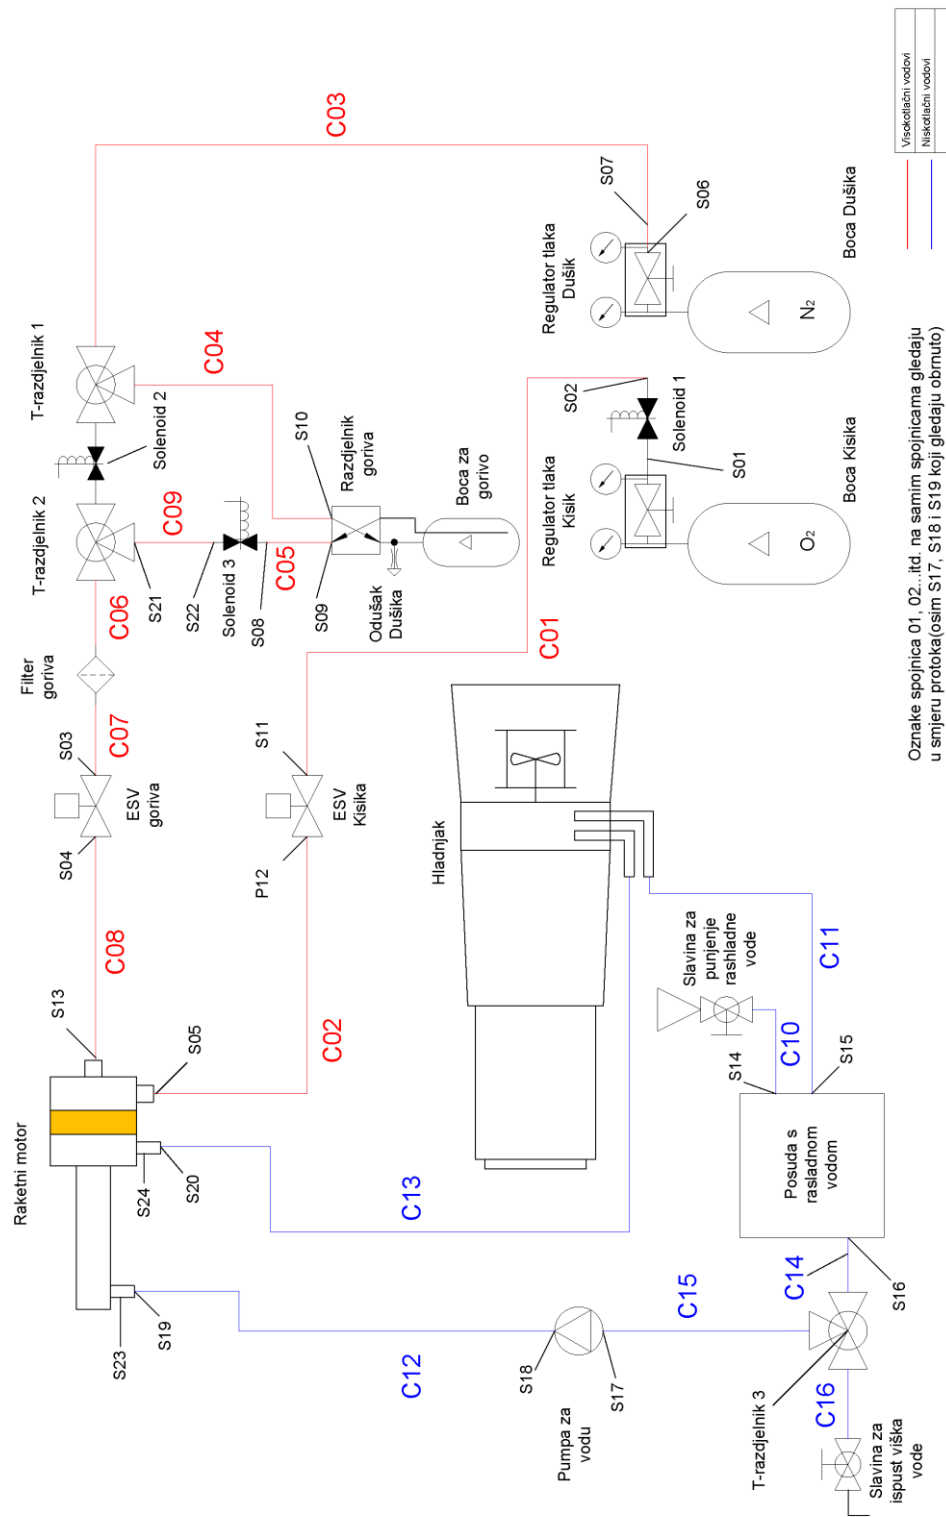 Raketni motor
Filter
goriva
T-razdjelnik 2
T-razdjelnik 1
S23
S24
S13
S04
S03
ESV
goriva
C08
C07
C06
S21
C09
Solenoid 2
S19
S20
S05
S22
C04
Solenoid 3
S08
C05
P12
S11
ESV
Kisika
C02
S09
S10
C03
Razdjelnik
goriva
Odušak
Dušika
Boca za
gorivo
C12
C13
Hladnjak
S18
S17
Pumpa za
vodu
C15
C01
Regulator tlaka
Kisik
Regulator tlaka
Dušik
S02
S07
Solenoid 1
S01
S06
Slavina za
punjenje
rashladne
vode
S14
C10
S15
C11
T-razdjelnik 3
C14
Posuda s
rasladnom
vodom
O₂
N₂
C16
S16
Boca Kisika
Boca Dušika
Slavina za
ispust viška
vode
Oznake spojnica 01, 02...itd. na samim spojnicama gledaju
u smjeru protoka(osim S17, S18 i S19 koji gledaju obrnuto)
Visokotlačni vodovi
Niskotlačni vodovi